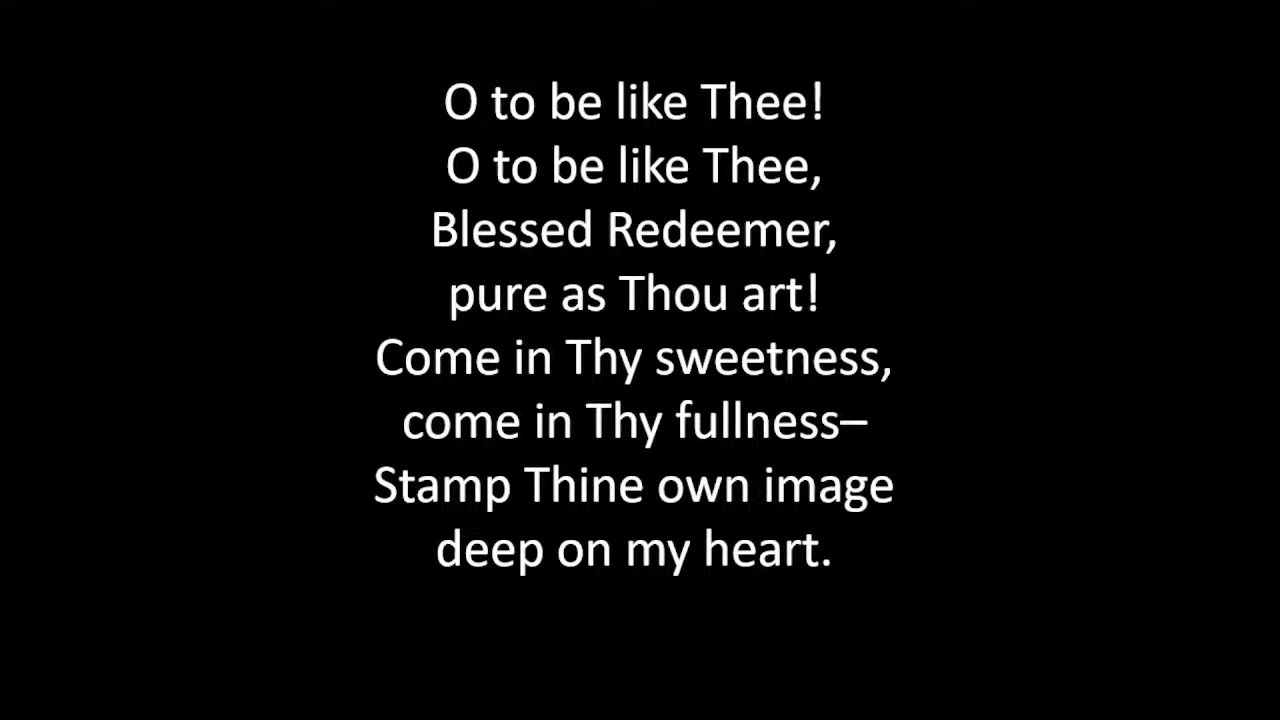 O to be like Thee!
O to be like Thee,
Blessed Redeemer,
pure as Thou art!
Come in Thy sweetness,
come in Thy fullness–
Stamp Thine own image
deep on my heart.